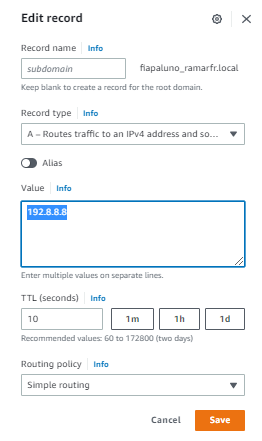 Edit record
Record name Info
subdomain fiapaluno_ramarfr.local
Keep blank to create a record for the root domain.
Record type Info
A – Routes traffic to an IPv4 address and so...
Alias
Value Info
192.8.8.8
Enter multiple values on separate lines.
TTL (seconds) Info
10 1m 1h 1d
Recommended values: 60 to 172800 (two days)
Routing policy Info
Simple routing
Cancel Save